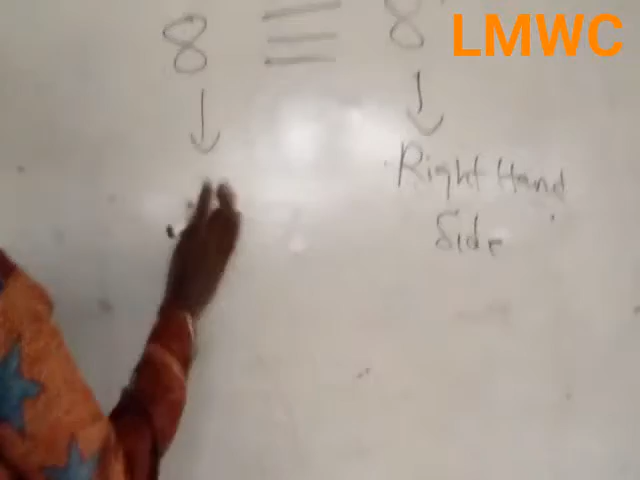 LMWC
8 ≡ 8
↓ ↓
Right Hand
Side